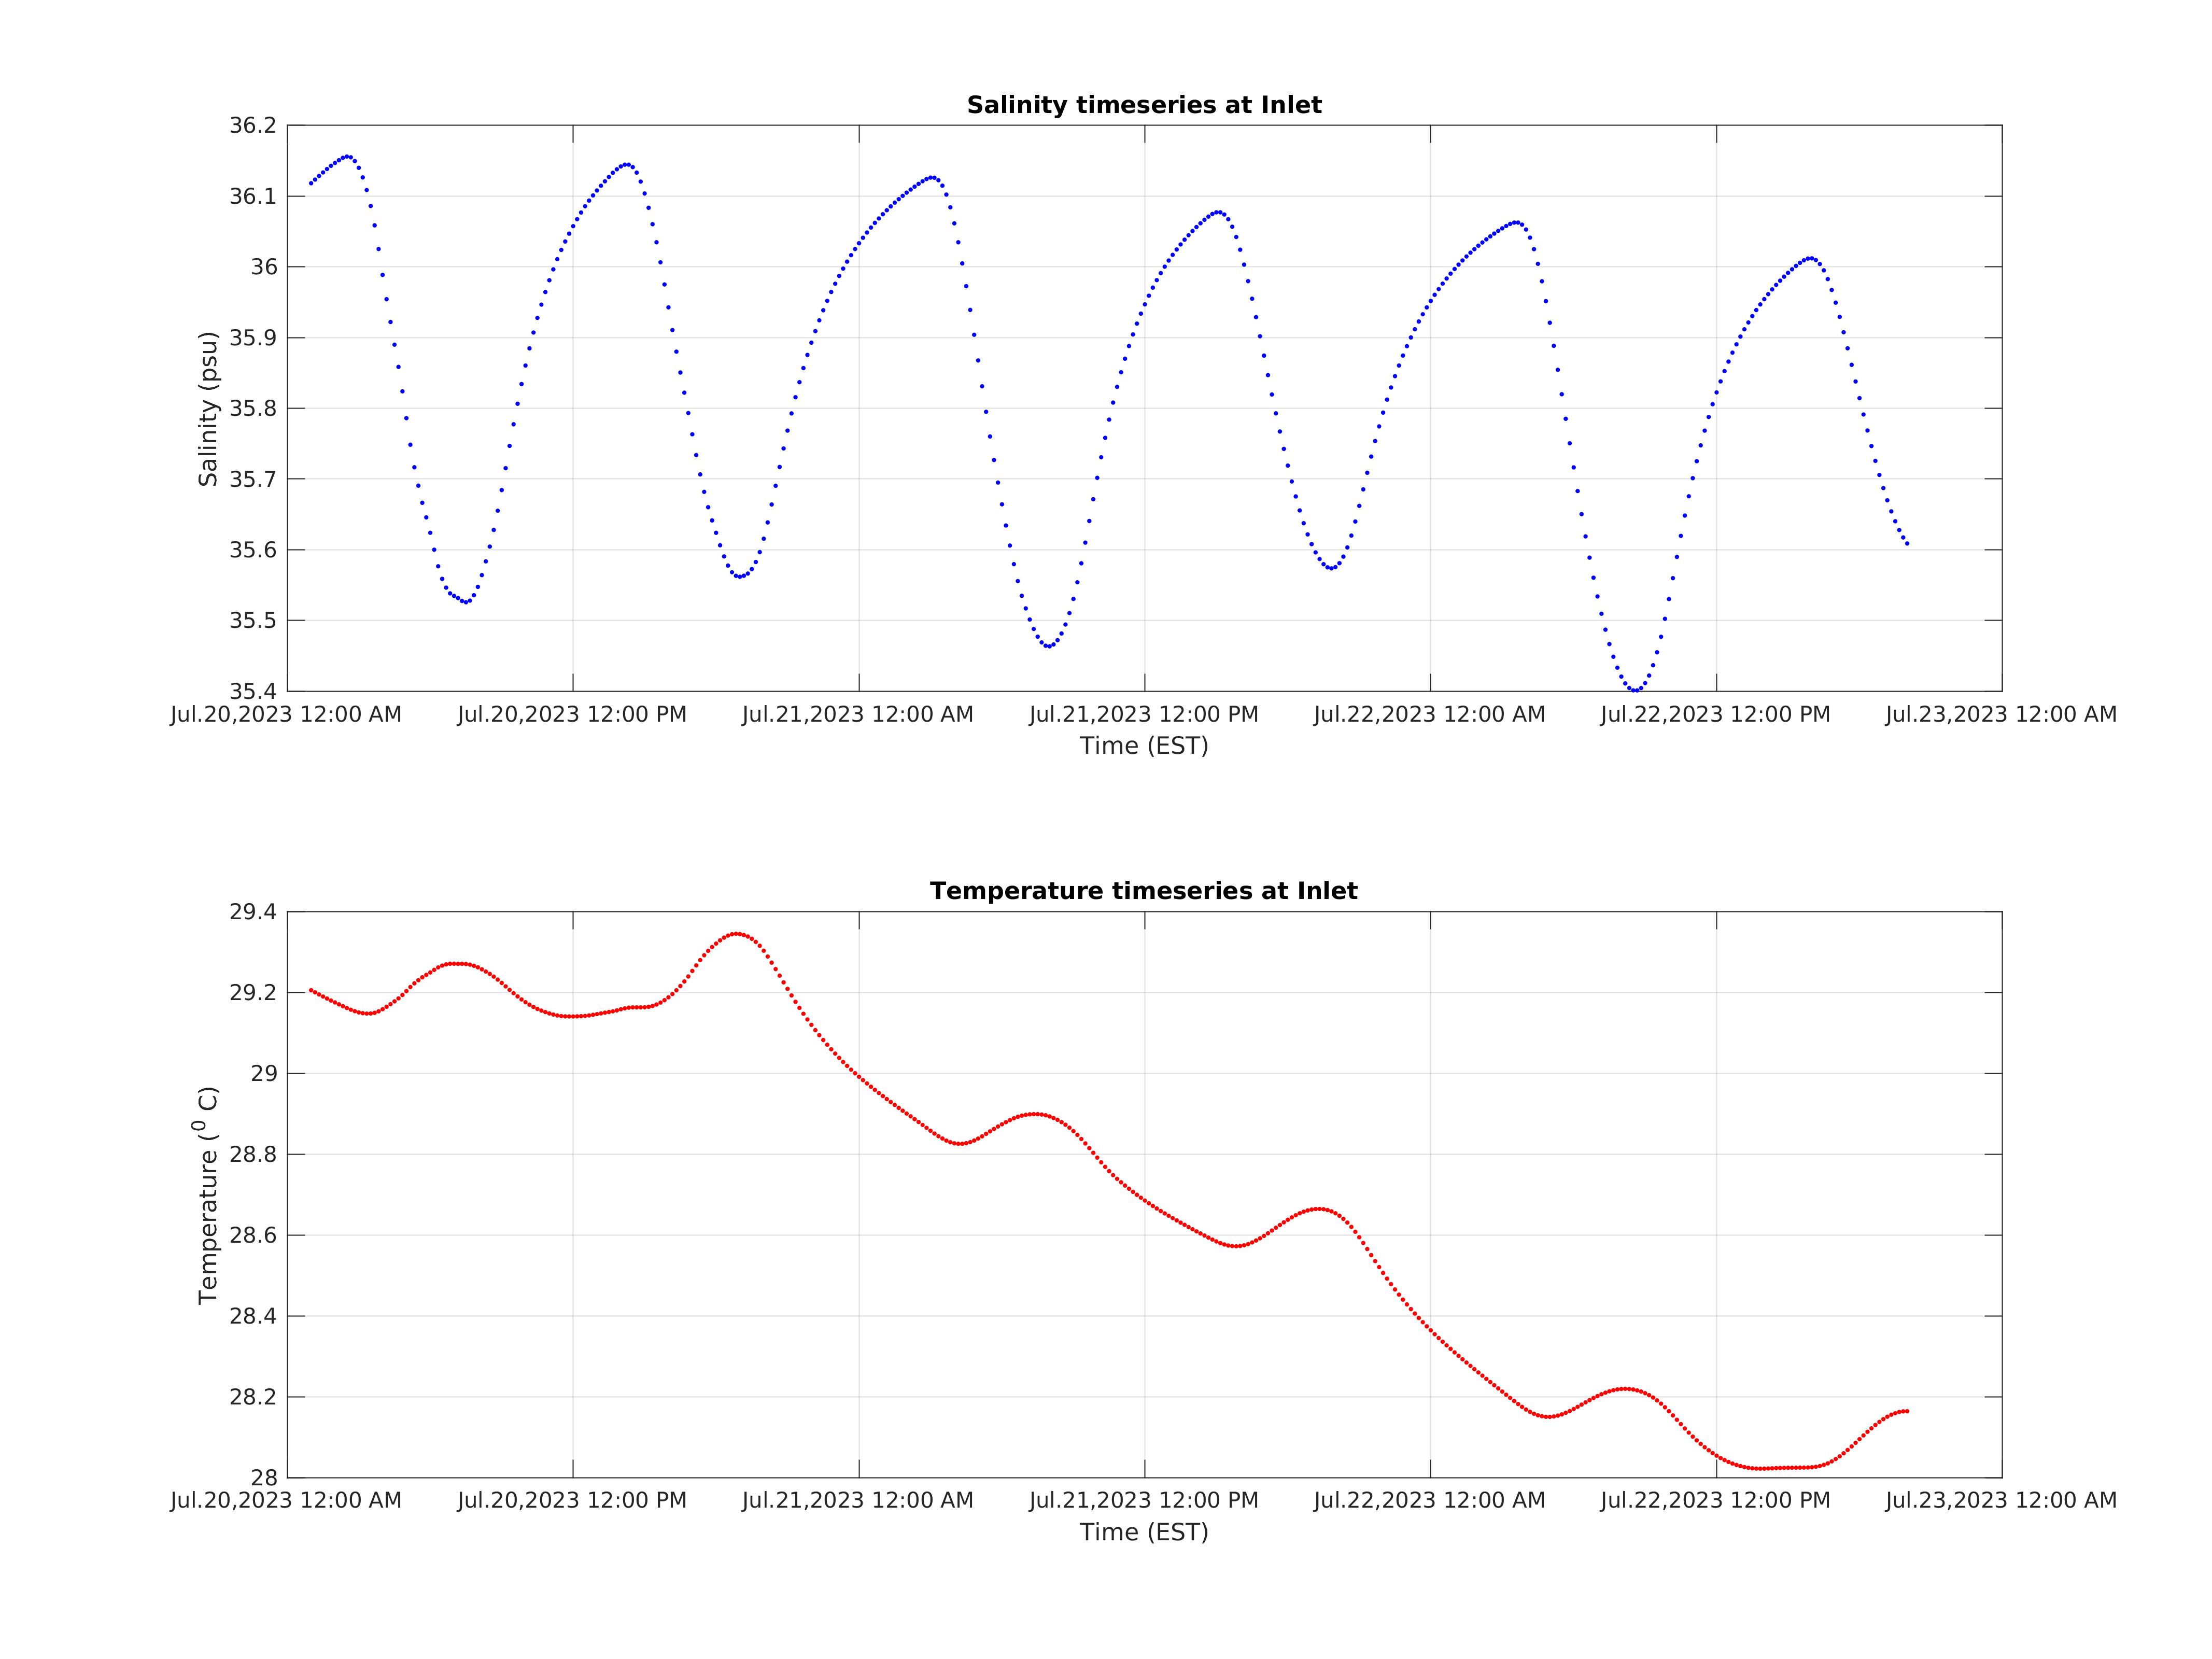 Salinity timeseries at Inlet
36.2
36.1
36
35.9
35.8
35.7
35.6
35.5
35.4
Salinity (psu)
Jul.20,2023 12:00 AM Jul.20,2023 12:00 PM Jul.21,2023 12:00 AM Jul.21,2023 12:00 PM Jul.22,2023 12:00 AM Jul.22,2023 12:00 PM Jul.23,2023 12:00 AM
Time (EST)
Temperature timeseries at Inlet
29.4
29.2
29
28.8
28.6
28.4
28.2
28
Temperature (⁰ C)
Jul.20,2023 12:00 AM Jul.20,2023 12:00 PM Jul.21,2023 12:00 AM Jul.21,2023 12:00 PM Jul.22,2023 12:00 AM Jul.22,2023 12:00 PM Jul.23,2023 12:00 AM
Time (EST)